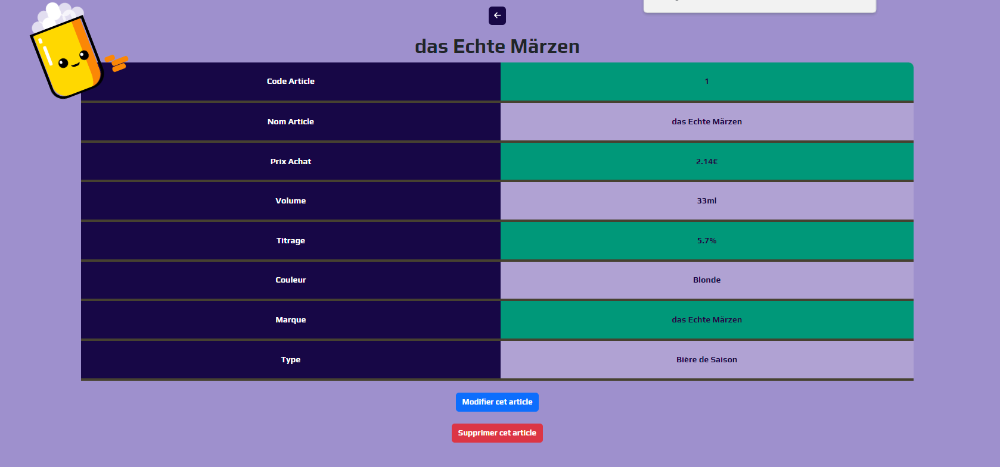 das Echte Märzen
Code Article 1
Nom Article das Echte Märzen
Prix Achat 2.14€
Volume 33ml
Titrage 5.7%
Couleur Blonde
Marque das Echte Märzen
Type Bière de Saison
Modifier cet article
Supprimer cet article